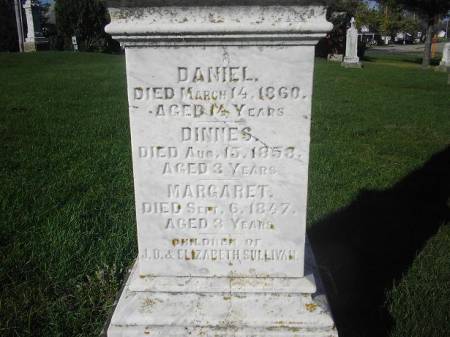 DANIEL.
DIED MARCH 14, 1860.
AGED 14 YEARS
DINNES.
DIED AUG. 15, 1858.
AGED 3 YEARS
MARGARET.
DIED SEPT. 6, 1847.
AGED 3 YEARS
CHILDREN OF
J. D. & ELIZABETH SULLIVAN.